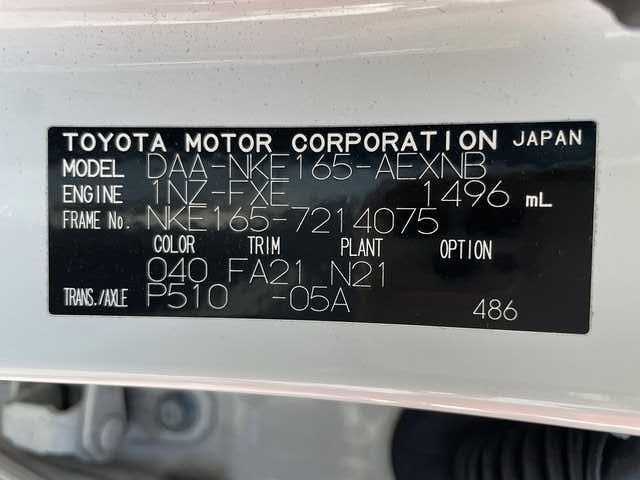 TOYOTA MOTOR CORPORATION JAPAN
MODEL DAA-NKE165-AEXNB
ENGINE 1NZ-FXE 1496 mL
FRAME No. NKE165-7214075
COLOR TRIM PLANT OPTION
040 FA21 N21
TRANS./AXLE P510 -05A 486